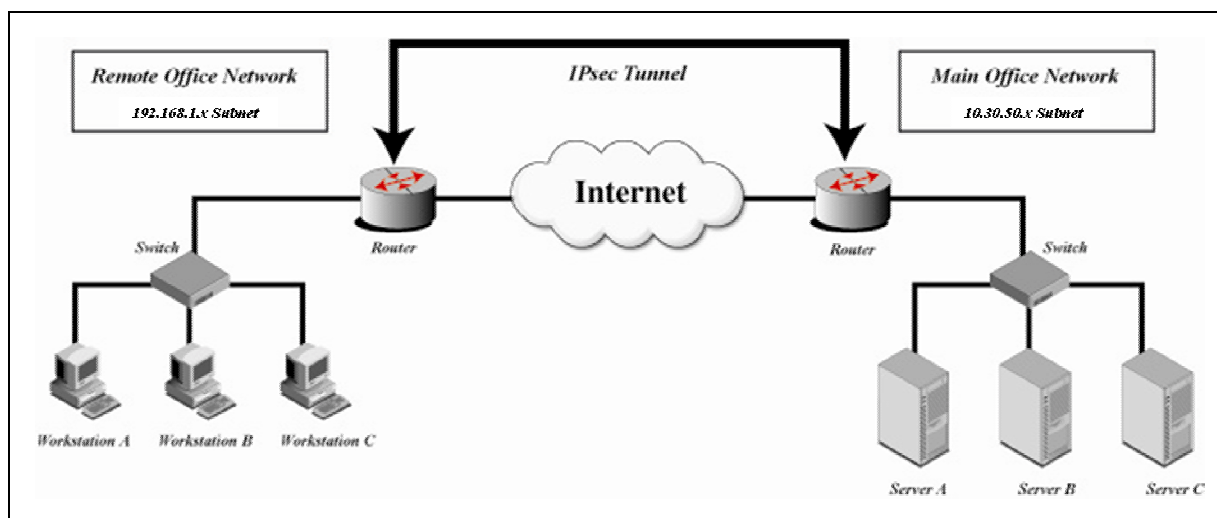 Remote Office Network
192.168.1.x Subnet
IPsec Tunnel
Main Office Network
10.30.50.x Subnet
Internet
Switch
Router
Router
Switch
Workstation A
Workstation B
Workstation C
Server A
Server B
Server C